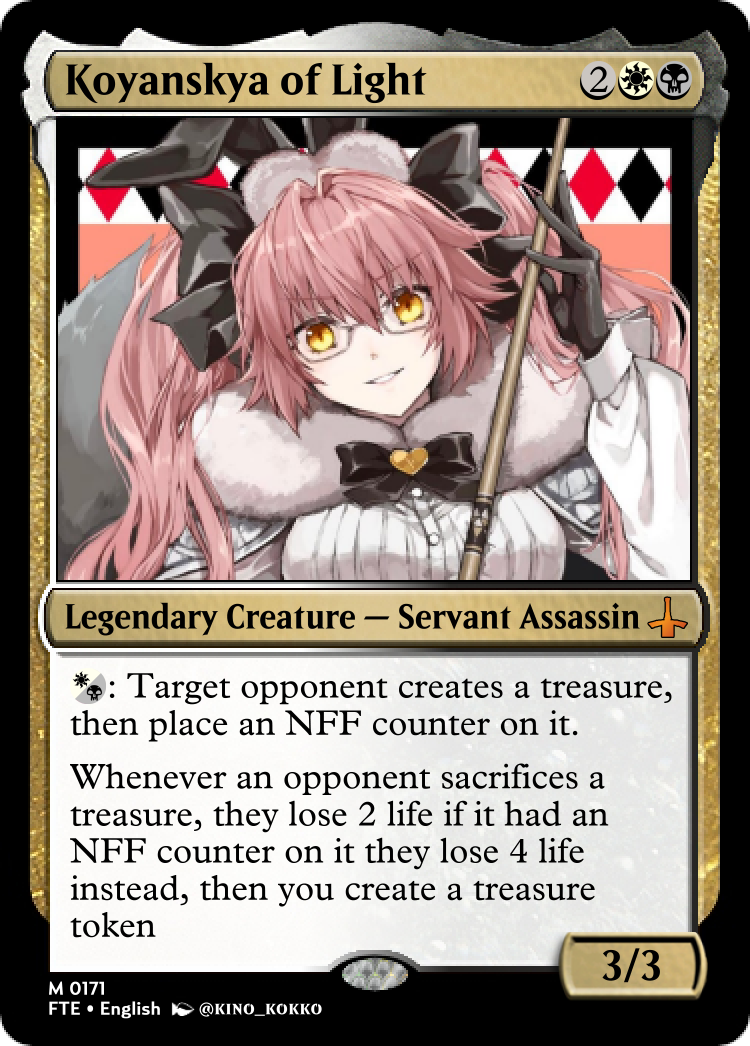 Koyanskya of Light 2
Legendary Creature — Servant Assassin
: Target opponent creates a treasure,
then place an NFF counter on it.
Whenever an opponent sacrifices a
treasure, they lose 2 life if it had an
NFF counter on it they lose 4 life
instead, then you create a treasure
token
3/3
M 0171
FTE • English @KINO_KOKKO